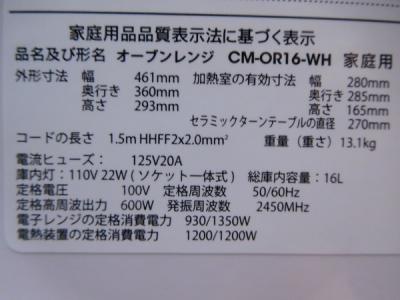 家庭用品品質表示法に基づく表示
品名及び形名 オーブンレンジ CM-OR16-WH 家庭用
外形寸法 幅 461mm 加熱室の有効寸法 幅 280mm
奥行き 360mm 奥行き 285mm
高さ 293mm 高さ 165mm
セラミックターンテーブルの直径 270mm
コードの長さ 1.5m HHFF2x2.0mm² 重量(重さ) 13.1kg
電流ヒューズ: 125V20A
庫内灯: 110V 22W (ソケット一体式) 総庫内容量: 16L
定格電圧 100V 定格周波数 50/60Hz
定格高周波出力 600W 発振周波数 2450MHz
電子レンジの定格消費電力 930/1350W
電熱装置の定格消費電力 1200/1200W